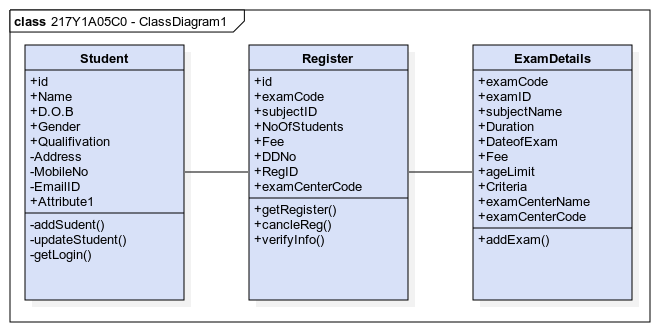 class 217Y1A05C0 - ClassDiagram1
Student
+id
+Name
+D.O.B
+Gender
+Qualifivation
-Address
-MobileNo
-EmailID
+Attribute1
-addSudent()
-updateStudent()
-getLogin()
Register
+id
+examCode
+subjectID
+NoOfStudents
+Fee
+DDNo
+RegID
+examCenterCode
+getRegister()
+cancleReg()
+verifyInfo()
ExamDetails
+examCode
+examID
+subjectName
+Duration
+DateofExam
+Fee
+ageLimit
+Criteria
+examCenterName
+examCenterCode
+addExam()